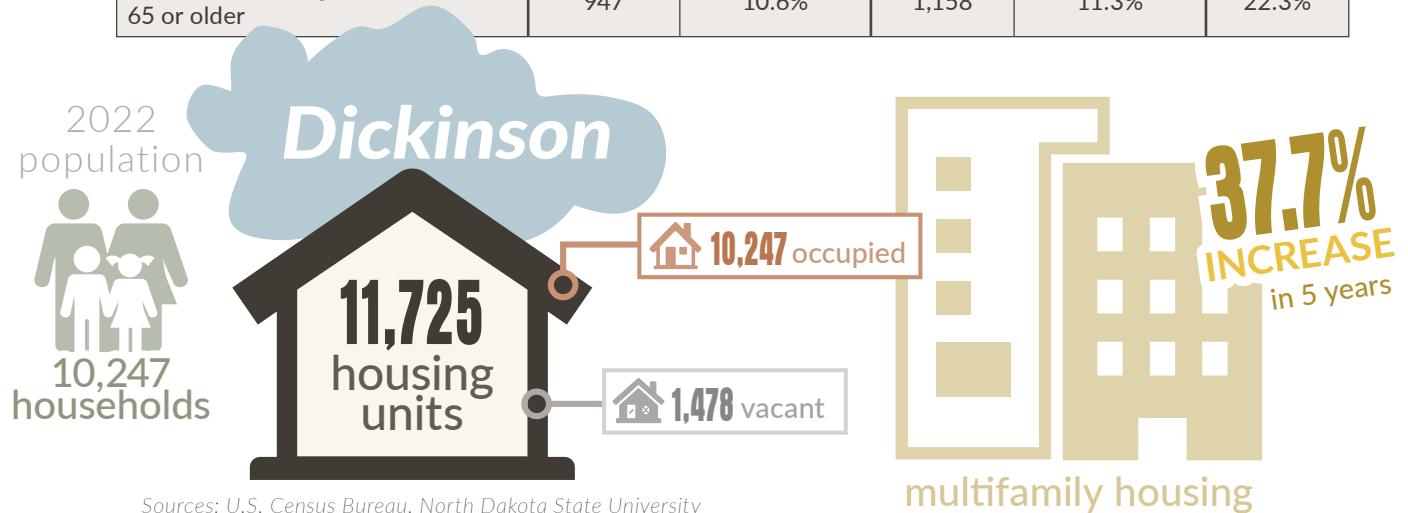 65 or older 947 10.6% 1,158 11.3% 22.3%
Dickinson
2022
population
10,247
households
11,725
housing
units
10,247 occupied
1,478 vacant
37.7%
INCREASE
in 5 years
multifamily housing
Sources: U.S. Census Bureau, North Dakota State University